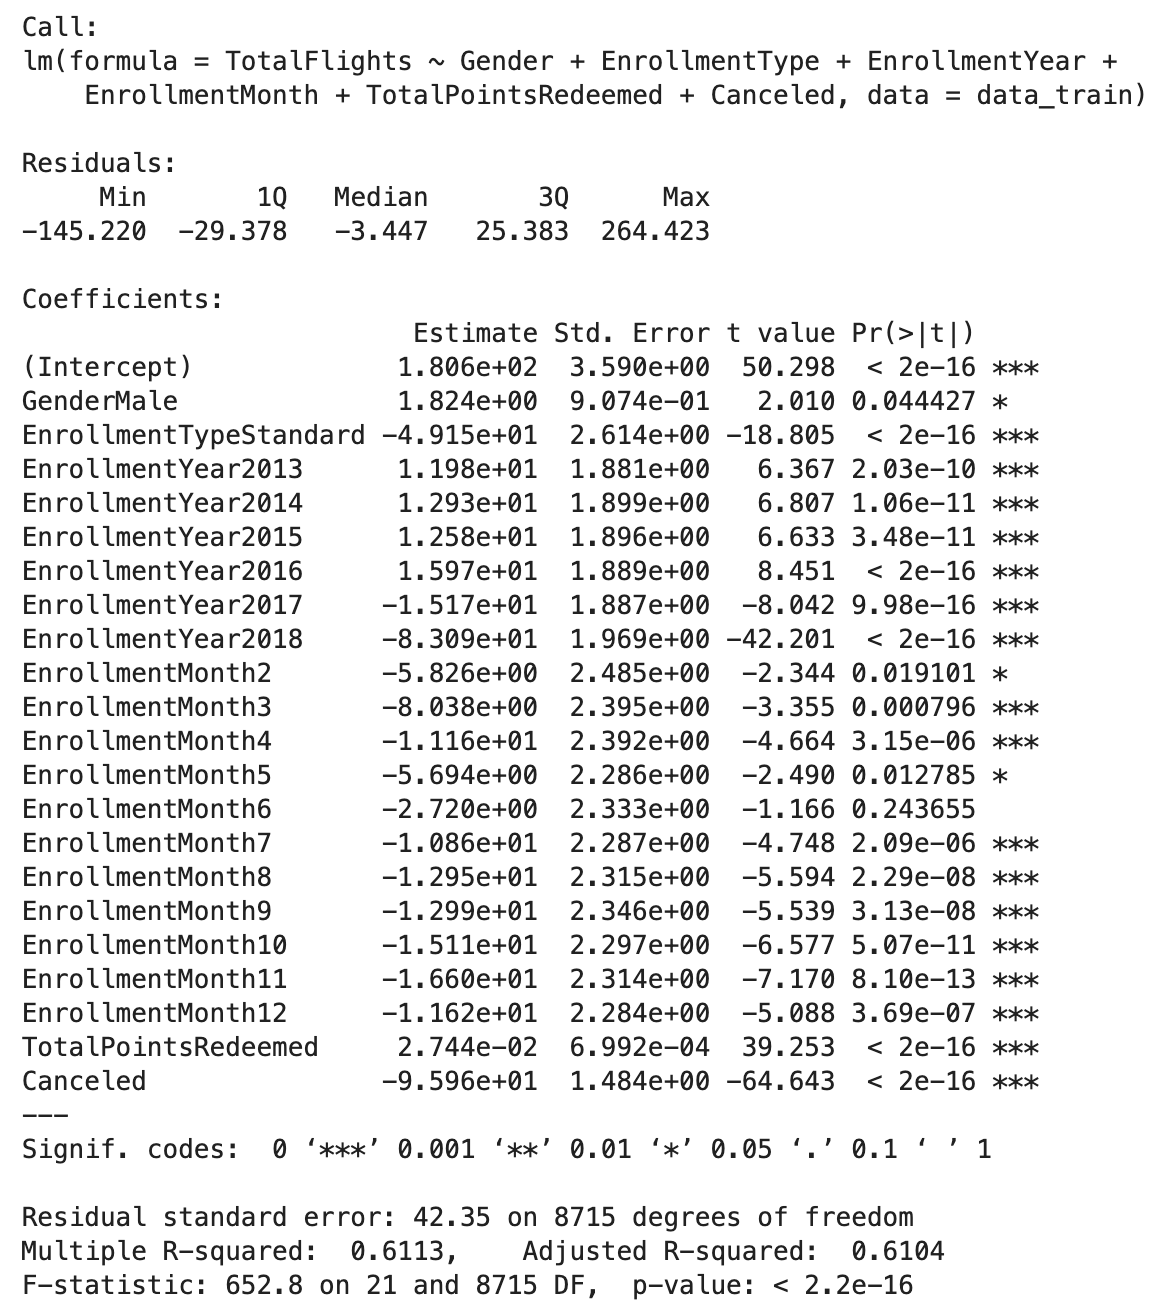 Call:
lm(formula = TotalFlights ~ Gender + EnrollmentType + EnrollmentYear +
    EnrollmentMonth + TotalPointsRedeemed + Canceled, data = data_train)

Residuals:
     Min       1Q   Median       3Q      Max
-145.220  -29.378   -3.447   25.383  264.423

Coefficients:
                         Estimate Std. Error t value Pr(>|t|)
(Intercept)             1.806e+02  3.590e+00  50.298  < 2e-16 ***
GenderMale              1.824e+00  9.074e-01   2.010 0.044427 *
EnrollmentTypeStandard -4.915e+01  2.614e+00 -18.805  < 2e-16 ***
EnrollmentYear2013      1.198e+01  1.881e+00   6.367 2.03e-10 ***
EnrollmentYear2014      1.293e+01  1.899e+00   6.807 1.06e-11 ***
EnrollmentYear2015      1.258e+01  1.896e+00   6.633 3.48e-11 ***
EnrollmentYear2016      1.597e+01  1.889e+00   8.451  < 2e-16 ***
EnrollmentYear2017     -1.517e+01  1.887e+00  -8.042 9.98e-16 ***
EnrollmentYear2018     -8.309e+01  1.969e+00 -42.201  < 2e-16 ***
EnrollmentMonth2       -5.826e+00  2.485e+00  -2.344 0.019101 *
EnrollmentMonth3       -8.038e+00  2.395e+00  -3.355 0.000796 ***
EnrollmentMonth4       -1.116e+01  2.392e+00  -4.664 3.15e-06 ***
EnrollmentMonth5       -5.694e+00  2.286e+00  -2.490 0.012785 *
EnrollmentMonth6       -2.720e+00  2.333e+00  -1.166 0.243655
EnrollmentMonth7       -1.086e+01  2.287e+00  -4.748 2.09e-06 ***
EnrollmentMonth8       -1.295e+01  2.315e+00  -5.594 2.29e-08 ***
EnrollmentMonth9       -1.299e+01  2.346e+00  -5.539 3.13e-08 ***
EnrollmentMonth10      -1.511e+01  2.297e+00  -6.577 5.07e-11 ***
EnrollmentMonth11      -1.660e+01  2.314e+00  -7.170 8.10e-13 ***
EnrollmentMonth12      -1.162e+01  2.284e+00  -5.088 3.69e-07 ***
TotalPointsRedeemed     2.744e-02  6.992e-04  39.253  < 2e-16 ***
Canceled               -9.596e+01  1.484e+00 -64.643  < 2e-16 ***
---
Signif. codes:  0 ‘***’ 0.001 ‘**’ 0.01 ‘*’ 0.05 ‘.’ 0.1 ‘ ’ 1

Residual standard error: 42.35 on 8715 degrees of freedom
Multiple R-squared:  0.6113,    Adjusted R-squared:  0.6104
F-statistic: 652.8 on 21 and 8715 DF,  p-value: < 2.2e-16